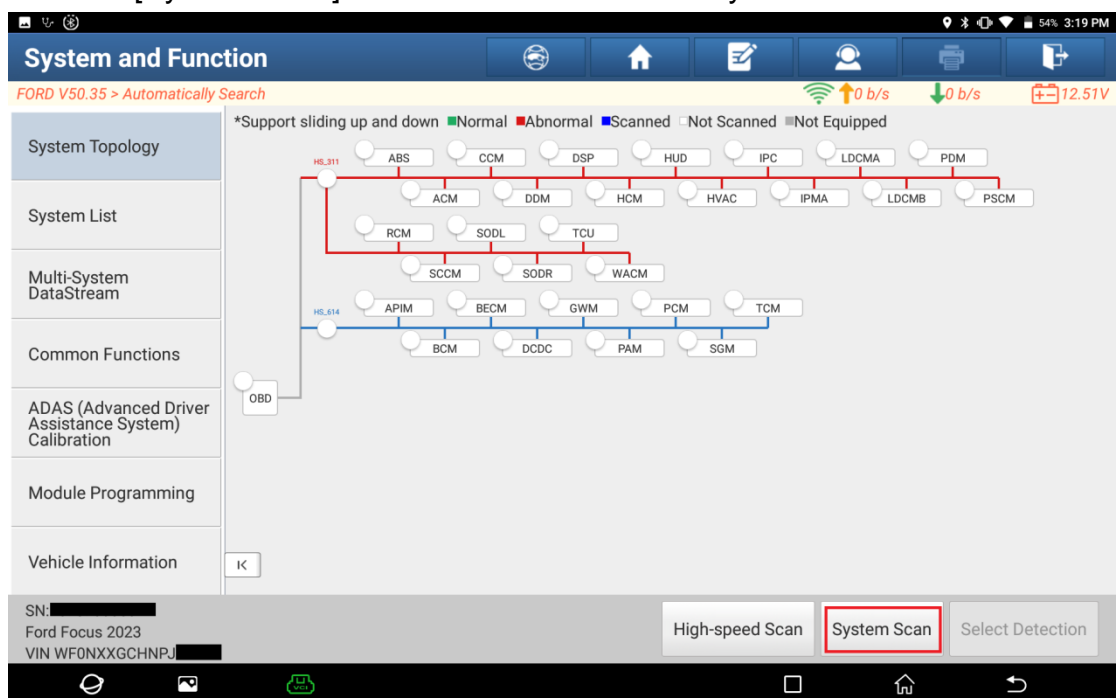 54% 3:19 PM
System and Function
FORD V50.35 > Automatically Search
0 b/s
0 b/s
12.51V
*Support sliding up and down Normal Abnormal Scanned Not Scanned Not Equipped
System Topology
System List
Multi-System
DataStream
Common Functions
ADAS (Advanced Driver
Assistance System)
Calibration
Module Programming
Vehicle Information
HS_311
ABS CCM DSP HUD IPC LDCMA PDM
ACM DDM HCM HVAC IPMA LDCMB PSCM
RCM SODL TCU
SCCM SODR WACM
HS_614
APIM BECM GWM PCM TCM
BCM DCDC PAM SGM
OBD
SN:
Ford Focus 2023
VIN WF0NXXGCHNPJ
High-speed Scan System Scan Select Detection
VCI